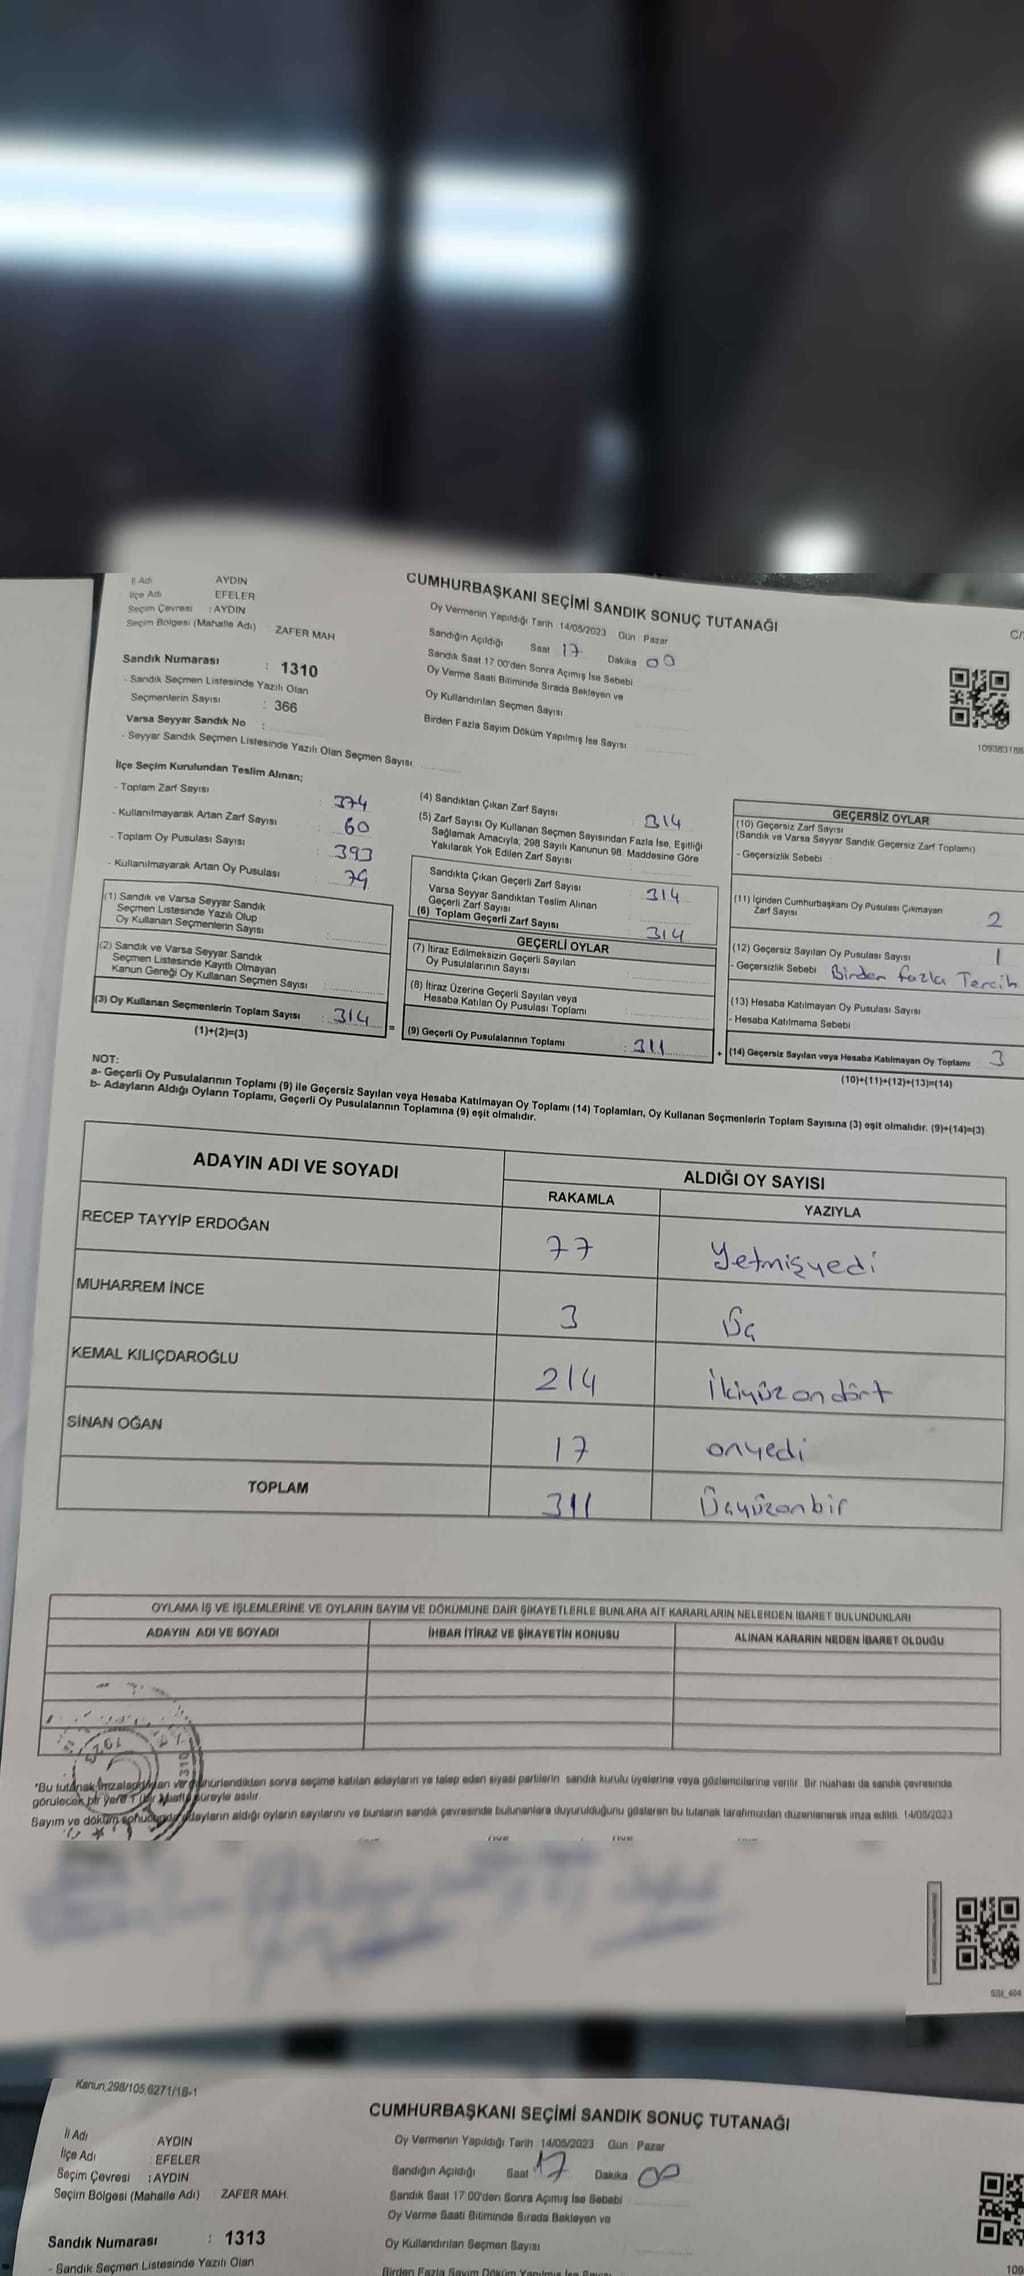 İl Adı AYDIN
İlçe Adı EFELER
Seçim Çevresi : AYDIN
Seçim Bölgesi (Mahalle Adı) ZAFER MAH
Sandık Numarası : 1310
- Sandık Seçmen Listesinde Yazılı Olan
Seçmenlerin Sayısı : 366
Varsa Seyyar Sandık No :
- Seyyar Sandık Seçmen Listesinde Yazılı Olan Seçmen Sayısı
CUMHURBAŞKANI SEÇİMİ SANDIK SONUÇ TUTANAĞI
Oy Vermenin Yapıldığı Tarih 14/05/2023 Gün : Pazar
Sandığın Açıldığı Saat 17 Dakika 00
Sandık Saat 17 00'den Sonra Açımış İse Sebebi
Oy Verme Saati Bitiminde Sırada Bekleyen ve
Oy Kullandırılan Seçmen Sayısı
Birden Fazla Sayım Döküm Yapılmış İse Sayısı
C/
109383188
İlçe Seçim Kurulundan Teslim Alınan;
- Toplam Zarf Sayısı : 374
- Kullanılmayarak Artan Zarf Sayısı : 60
- Toplam Oy Pusulası Sayısı : 393
- Kullanılmayarak Artan Oy Pusulası : 79
(1) Sandık ve Varsa Seyyar Sandık
Seçmen Listesinde Yazılı Olup
Oy Kullanan Seçmenlerin Sayısı
(2) Sandık ve Varsa Seyyar Sandık
Seçmen Listesinde Kayıtlı Olmayan
Kanun Gereği Oy Kullanan Seçmen Sayısı
(3) Oy Kullanan Seçmenlerin Toplam Sayısı : 314
(1)+(2)=(3)
=
(4) Sandıktan Çıkan Zarf Sayısı 314
(5) Zarf Sayısı Oy Kullanan Seçmen Sayısından Fazla İse, Eşitliği
Sağlamak Amacıyla, 298 Sayılı Kanunun 98. Maddesine Göre
Yakılarak Yok Edilen Zarf Sayısı
Sandıkta Çıkan Geçerli Zarf Sayısı : 314
Varsa Seyyar Sandıktan Teslim Alınan
Geçerli Zarf Sayısı
(6) Toplam Geçerli Zarf Sayısı 314
GEÇERLİ OYLAR
(7) İtiraz Edilmeksizin Geçerli Sayılan
Oy Pusulalarının Sayısı
(8) İtiraz Üzerine Geçerli Sayılan veya
Hesaba Katılan Oy Pusulası Toplamı
(9) Geçerli Oy Pusulalarının Toplamı : 311
+
GEÇERSİZ OYLAR
(10) Geçersiz Zarf Sayısı
(Sandık ve Varsa Seyyar Sandık Geçersiz Zarf Toplamı)
- Geçersizlik Sebebi :
(11) İçinden Cumhurbaşkanı Oy Pusulası Çıkmayan
Zarf Sayısı 2
(12) Geçersiz Sayılan Oy Pusulası Sayısı 1
- Geçersizlik Sebebi Birden fazla Tercih
(13) Hesaba Katılmayan Oy Pusulası Sayısı
- Hesaba Katılmama Sebebi
(14) Geçersiz Sayılan veya Hesaba Katılmayan Oy Toplamı 3
(10)+(11)+(12)+(13)=(14)
NOT:
a- Geçerli Oy Pusulalarının Toplamı (9) ile Geçersiz Sayılan veya Hesaba Katılmayan Oy Toplamı (14) Toplamları, Oy Kullanan Seçmenlerin Toplam Sayısına (3) eşit olmalıdır. (9)+(14)=(3)
b- Adayların Aldığı Oyların Toplamı, Geçerli Oy Pusulalarının Toplamına (9) eşit olmalıdır.
ADAYIN ADI VE SOYADI ALDIĞI OY SAYISI
RAKAMLA YAZIYLA
RECEP TAYYİP ERDOĞAN 77 Yetmişyedi
MUHARREM İNCE 3 Üç
KEMAL KILIÇDAROĞLU 214 İkiyüzondört
SİNAN OĞAN 17 onyedi
TOPLAM 311 Üçyüzonbir
OYLAMA İŞ VE İŞLEMLERİNE VE OYLARIN SAYIM VE DÖKÜMÜNE DAİR ŞİKAYETLERLE BUNLARA AİT KARARLARIN NELERDEN İBARET BULUNDUKLARI
ADAYIN ADI VE SOYADI İHBAR İTİRAZ VE ŞİKAYETİN KONUSU ALINAN KARARIN NEDEN İBARET OLDUĞU
*Bu tutanak imzalandıktan ve mühürlendikten sonra seçime katılan adayların ve talep eden siyasi partilerin sandık kurulu üyelerine veya gözlemcilerine verilir. Bir nüshası da sandık çevresinde
görülecek bir yere 1 (bir) hafta süreyle asılır.
Sayım ve döküm sonucunda adayların aldığı oyların sayılarını ve bunların sandık çevresinde bulunanlara duyurulduğunu gösteren bu tutanak tarafımızdan düzenlenerek imza edildi. 14/05/2023
SSI_404
Kanun,298/105;6271/18-1
CUMHURBAŞKANI SEÇİMİ SANDIK SONUÇ TUTANAĞI
İl Adı AYDIN
İlçe Adı : EFELER
Seçim Çevresi : AYDIN
Seçim Bölgesi (Mahalle Adı) : ZAFER MAH.
Sandık Numarası : 1313
- Sandık Seçmen Listesinde Yazılı Olan
Oy Vermenin Yapıldığı Tarih : 14/05/2023 Gün : Pazar
Sandığın Açıldığı Saat 17 Dakika 00
Sandık Saat 17:00'den Sonra Açımış İse Sebebi
Oy Verme Saati Bitiminde Sırada Bekleyen ve
Oy Kullandırılan Seçmen Sayısı
Birden Fazla Sayım Döküm Yapılmış İse Sayısı
109